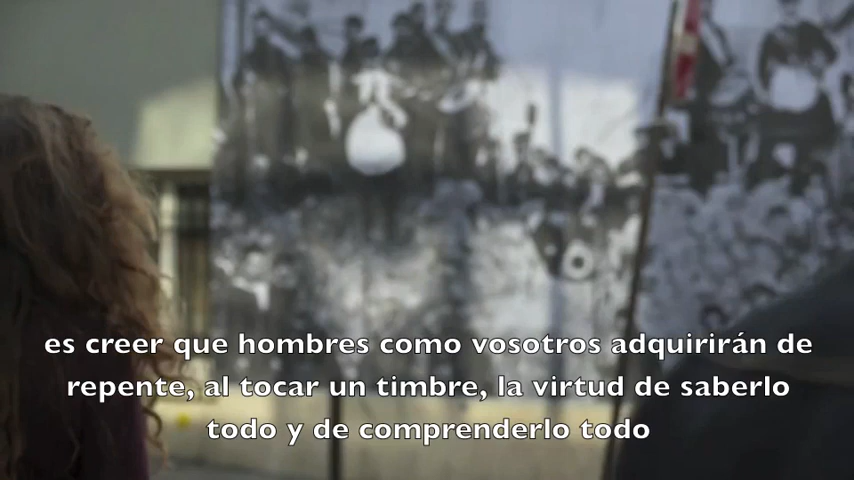 es creer que hombres como vosotros adquirirán de
repente, al tocar un timbre, la virtud de saberlo
todo y de comprenderlo todo